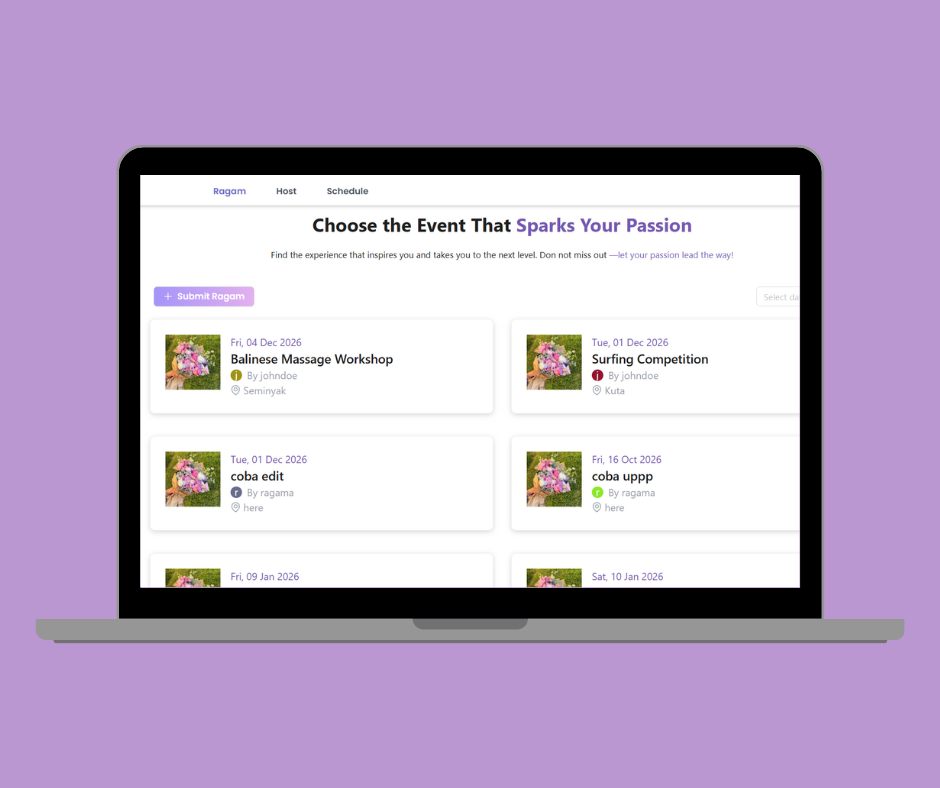 Ragam Host Schedule
Choose the Event That Sparks Your Passion
Find the experience that inspires you and takes you to the next level. Don not miss out —let your passion lead the way!
+ Submit Ragam
Select da
Fri, 04 Dec 2026
Balinese Massage Workshop
j By johndoe
Seminyak
Tue, 01 Dec 2026
Surfing Competition
j By johndoe
Kuta
Tue, 01 Dec 2026
coba edit
r By ragama
here
Fri, 16 Oct 2026
coba uppp
r By ragama
here
Fri, 09 Jan 2026
Sat, 10 Jan 2026